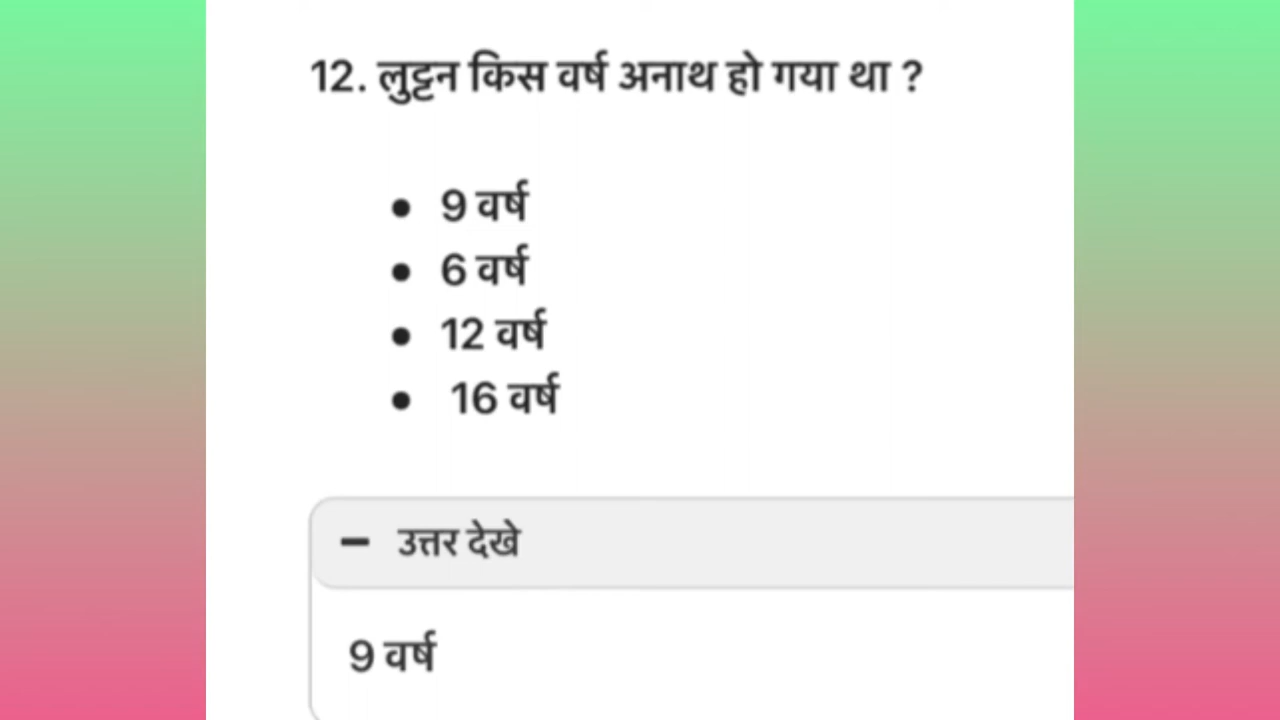 12. लुट्टन किस वर्ष अनाथ हो गया था ?
• 9 वर्ष
• 6 वर्ष
• 12 वर्ष
• 16 वर्ष
− उत्तर देखे
9 वर्ष